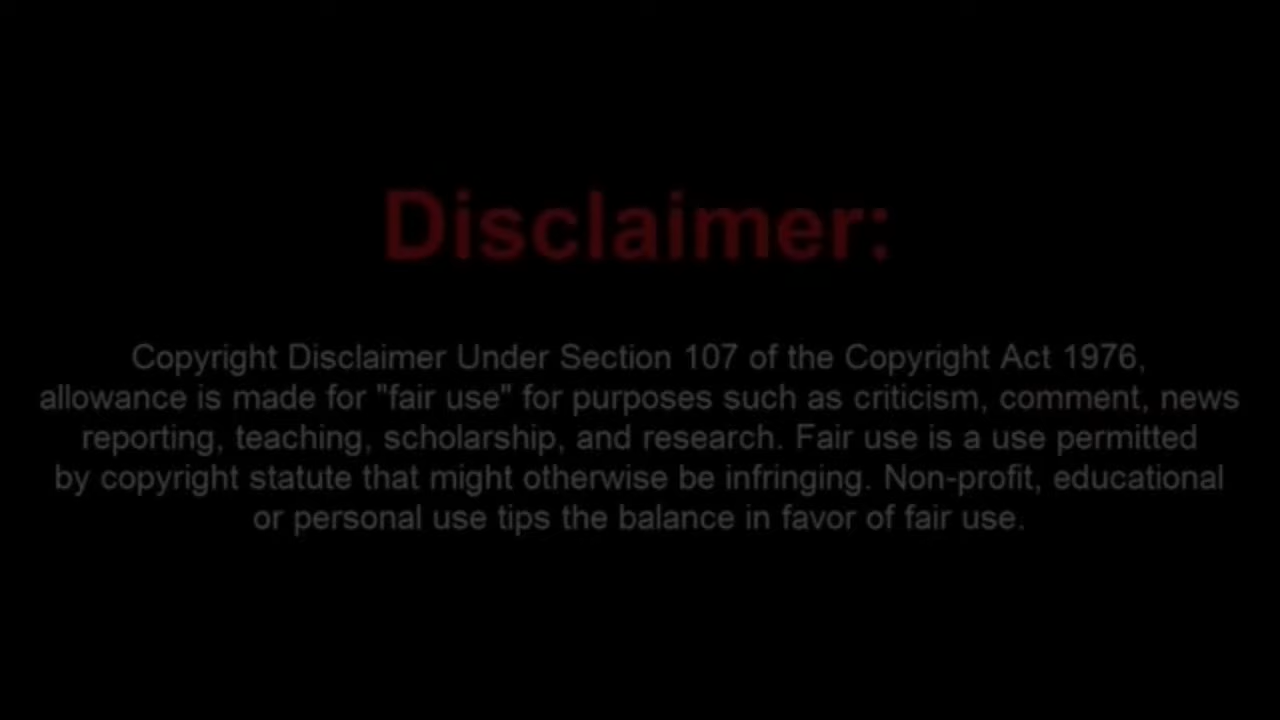 Disclaimer:
Copyright Disclaimer Under Section 107 of the Copyright Act 1976,
allowance is made for "fair use" for purposes such as criticism, comment, news
reporting, teaching, scholarship, and research. Fair use is a use permitted
by copyright statute that might otherwise be infringing. Non-profit, educational
or personal use tips the balance in favor of fair use.